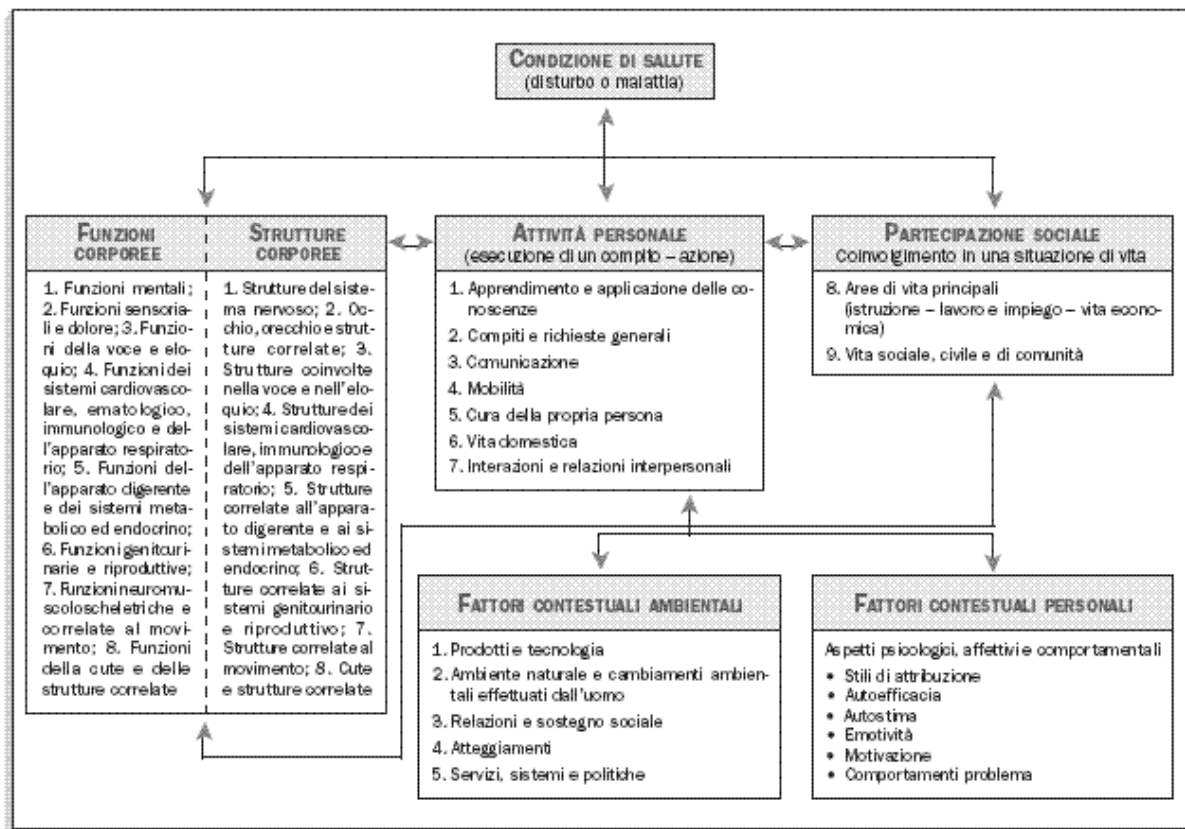 CONDIZIONE DI SALUTE
(disturbo o malattia)
FUNZIONI
CORPOREE
1. Funzioni mentali;
2. Funzioni sensoria-
li e dolore; 3. Funzio-
ni della voce e elo-
quio; 4. Funzioni dei
sistemi cardiovasco-
lare, ematologico,
immunologico e del-
l'apparato respirato-
rio; 5. Funzioni del-
l'apparato digerente
e dei sistemi meta-
bolico ed endocrino;
6. Funzioni genitouri-
narie e riproduttive;
7. Funzioni neuro-mu-
scoloscheletriche e
correlate al movi-
mento; 8. Funzioni
della cute e delle
strutture correlate
STRUTTURE
CORPOREE
1. Strutture del siste-
ma nervoso; 2. Oc-
chio, orecchio e strut-
ture correlate; 3.
Strutture coinvolte
nella voce e nell'elo-
quio; 4. Strutture dei
sistemi cardiovasco-
lare, immunologico e
dell'apparato respi-
ratorio; 5. Strutture
correlate all'appara-
to digerente e ai si-
stemi metabolico ed
endocrino; 6. Strut-
ture correlate ai si-
stemi genitourinario
e riproduttivo; 7.
Strutture correlate al
movimento; 8. Cute
e strutture correlate
ATTIVITÀ PERSONALE
(esecuzione di un compito – azione)
1. Apprendimento e applicazione delle co-
noscenze
2. Compiti e richieste generali
3. Comunicazione
4. Mobilità
5. Cura della propria persona
6. Vita domestica
7. Interazioni e relazioni interpersonali
PARTECIPAZIONE SOCIALE
Coinvolgimento in una situazione di vita
8. Aree di vita principali
(istruzione – lavoro e impiego – vita econo-
mica)
9. Vita sociale, civile e di comunità
FATTORI CONTESTUALI AMBIENTALI
1. Prodotti e tecnologia
2. Ambiente naturale e cambiamenti ambien-
tali effettuati dall'uomo
3. Relazioni e sostegno sociale
4. Atteggiamenti
5. Servizi, sistemi e politiche
FATTORI CONTESTUALI PERSONALI
Aspetti psicologici, affettivi e comportamentali
• Stili di attribuzione
• Autoefficacia
• Autostima
• Emotività
• Motivazione
• Comportamenti problema